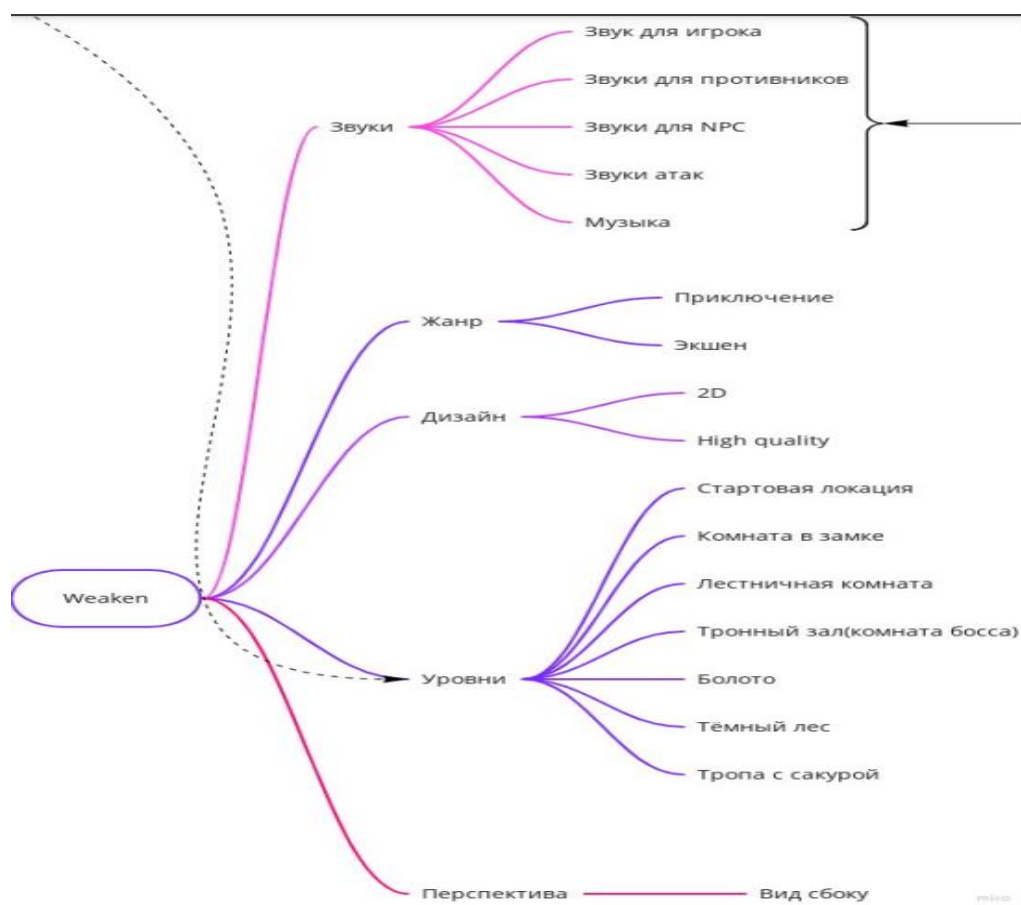 Звук для игрока
Звуки для противников
Звуки
Звуки для NPC
Звуки атак
Музыка
Приключение
Жанр
Экшен
2D
Дизайн
High quality
Стартовая локация
Комната в замке
Лестничная комната
Weaken
Тронный зал(комната босса)
Уровни
Болото
Тёмный лес
Тропа с сакурой
Перспектива
Вид сбоку
miro